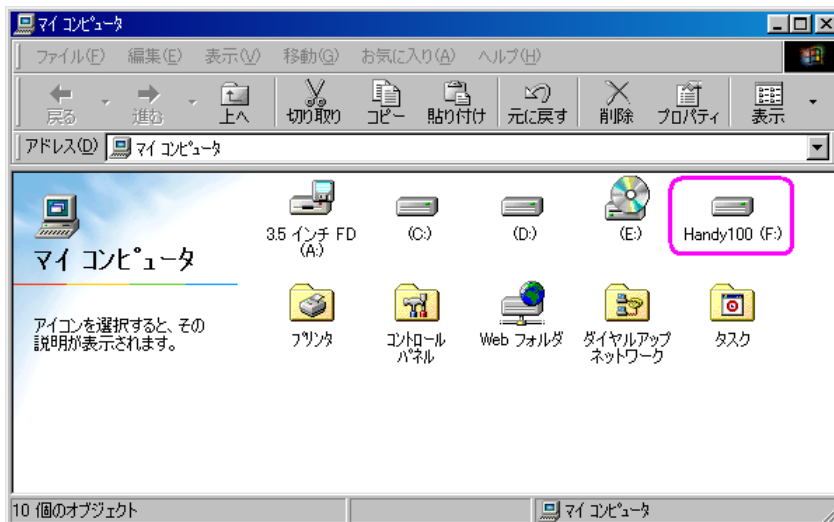 マイ コンピュータ
ファイル(F) 編集(E) 表示(V) 移動(G) お気に入り(A) ヘルプ(H)
戻る 進む 上へ 切り取り コピー 貼り付け 元に戻す 削除 プロパティ 表示
アドレス(D) マイ コンピュータ
マイ コンピュータ
アイコンを選択すると、その
説明が表示されます。
3.5 インチ FD
(A:)
(C:)
(D:)
(E:)
Handy100 (F:)
プリンタ
コントロール
パネル
Web フォルダ
ダイヤルアップ
ネットワーク
タスク
10 個のオブジェクト
マイ コンピュータ